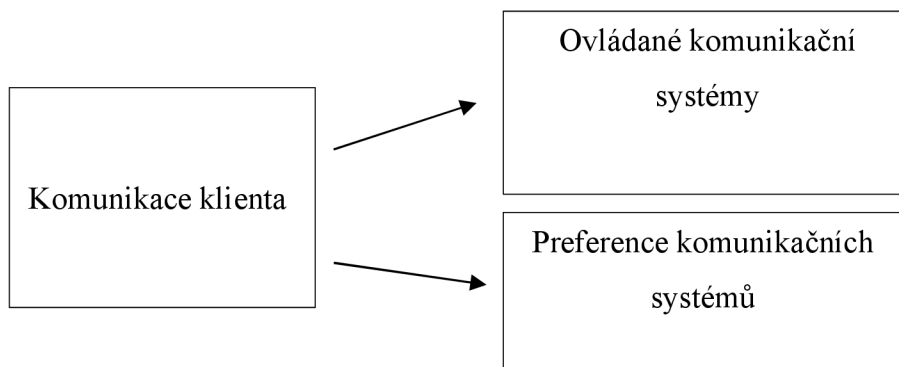 Ovládané komunikační
systémy
Komunikace klienta
Preference komunikačních
systémů